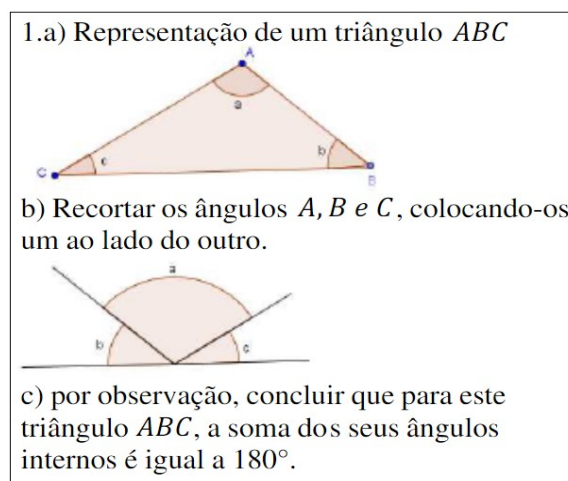 1.a) Representação de um triângulo ABC
A
a
b
c
C
B
b) Recortar os ângulos A, B e C, colocando-os
um ao lado do outro.
a
b
c
c) por observação, concluir que para este
triângulo ABC, a soma dos seus ângulos
internos é igual a 180°.